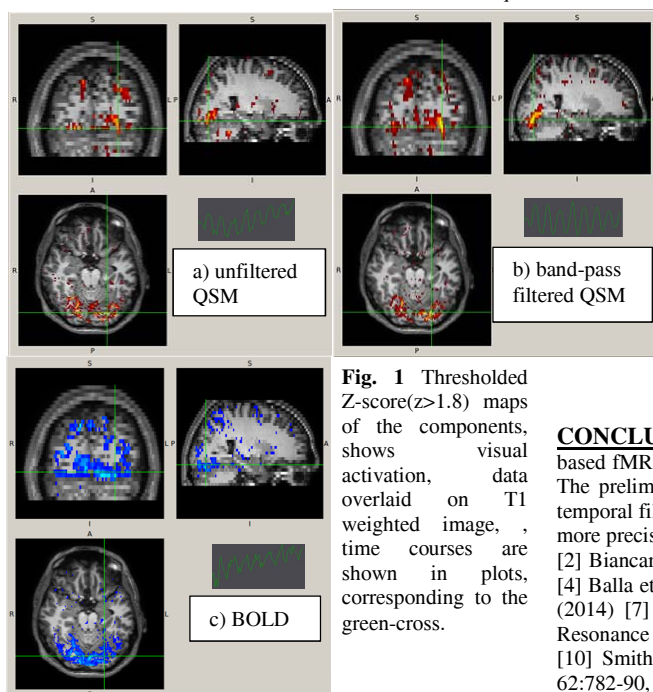 S
S
S
S
R
L
P
A
R
L
P
A
I
I
I
I
A
A
R
L
R
a) unfiltered
QSM
b) band-pass
filtered QSM
P
P
S
S
R
L
P
A
I
I
A
R
L
c) BOLD
Fig. 1 Thresholded
Z-score(z>1.8) maps
of the components,
shows visual
activation, data
overlaid on T1
weighted image, ,
time courses are
shown in plots,
corresponding to the
green-cross.
CONCLU
based fMR
The prelim
temporal fil
more precis
[2] Biancar
[4] Balla et
(2014) [7]
Resonance
[10] Smith
62:782-90,